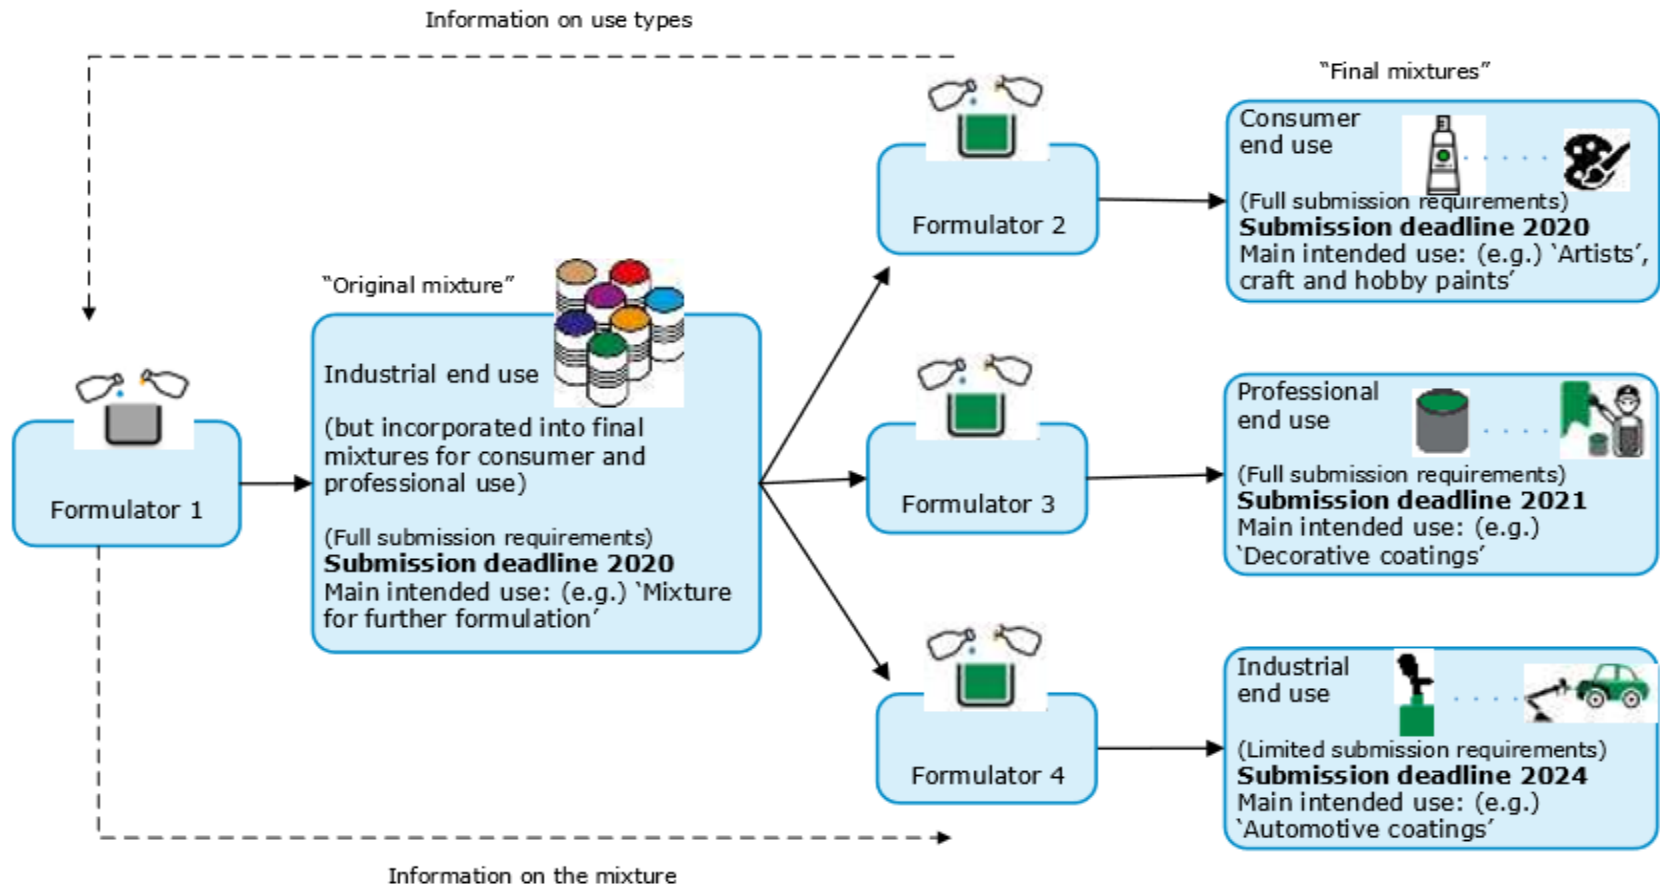 Information on use types
"Final mixtures"
Consumer
end use
(Full submission requirements)
Submission deadline 2020
Main intended use: (e.g.) ‘Artists’,
craft and hobby paints’
Formulator 2
"Original mixture"
Industrial end use
(but incorporated into final
mixtures for consumer and
professional use)
(Full submission requirements)
Submission deadline 2020
Main intended use: (e.g.) ‘Mixture
for further formulation’
Formulator 1
Formulator 3
Professional
end use
(Full submission requirements)
Submission deadline 2021
Main intended use: (e.g.)
‘Decorative coatings’
Formulator 4
Industrial
end use
(Limited submission requirements)
Submission deadline 2024
Main intended use: (e.g.)
‘Automotive coatings’
Information on the mixture